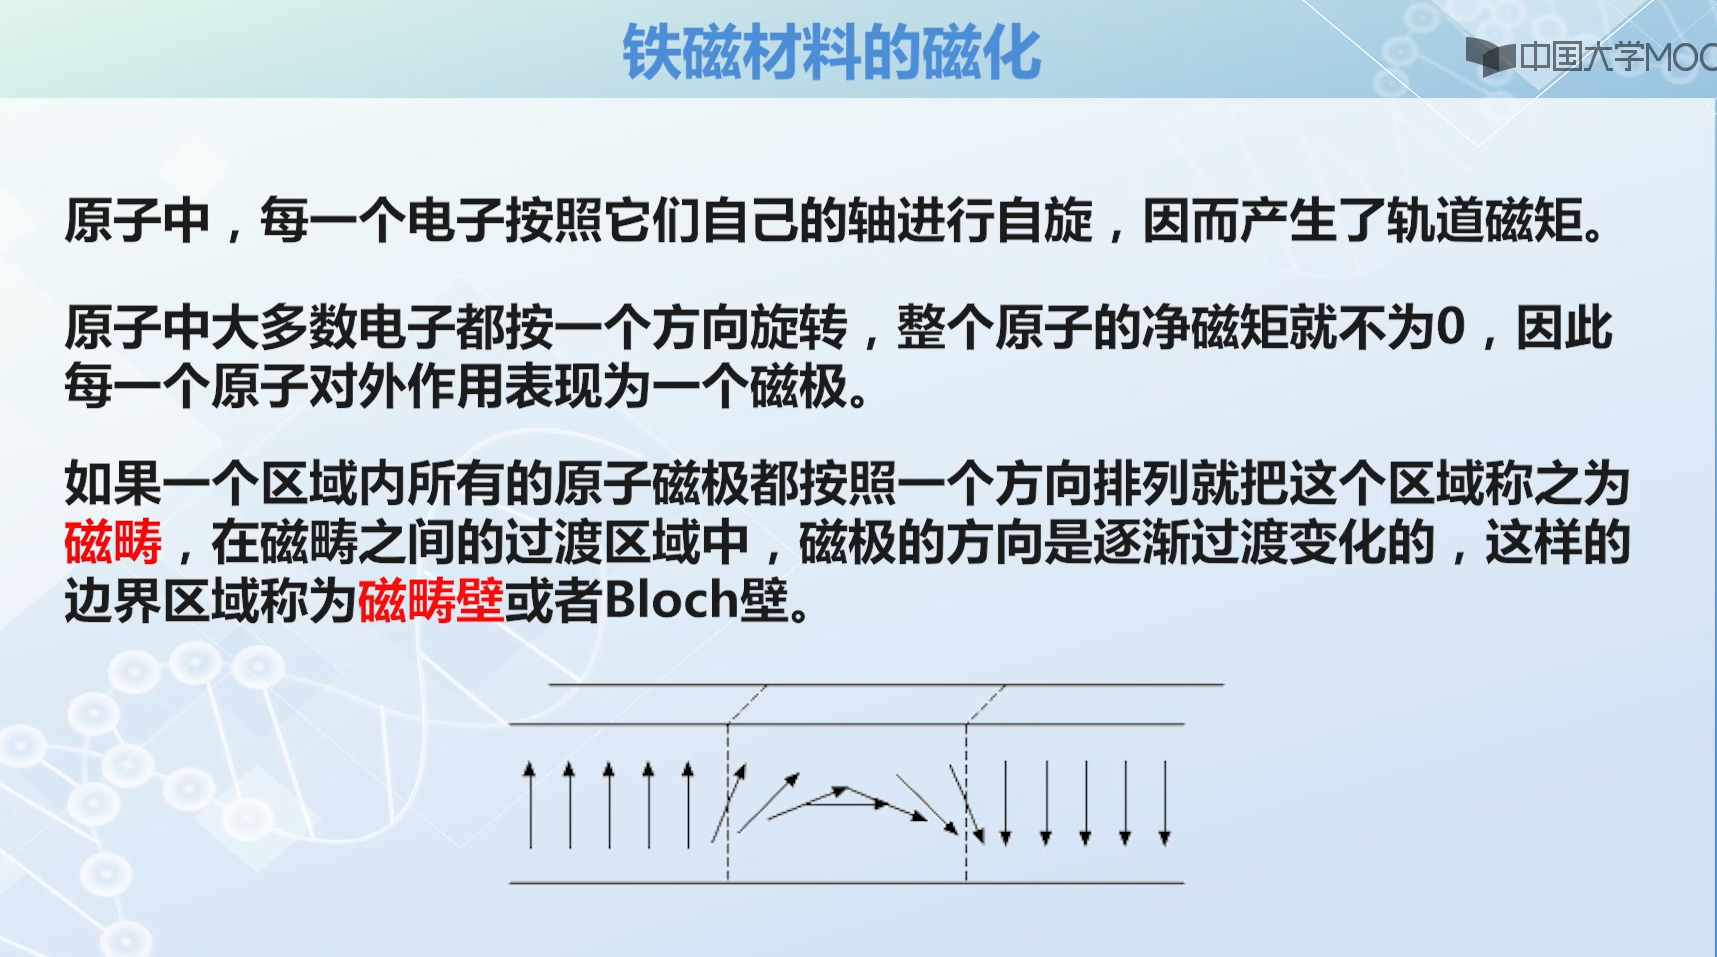 铁磁材料的磁化
中国大学MOO
原子中，每一个电子按照它们自己的轴进行自旋，因而产生了轨道磁矩。
原子中大多数电子都按一个方向旋转，整个原子的净磁矩就不为0，因此
每一个原子对外作用表现为一个磁极。
如果一个区域内所有的原子磁极都按照一个方向排列就把这个区域称之为
磁畴，在磁畴之间的过渡区域中，磁极的方向是逐渐过渡变化的，这样的
边界区域称为磁畴壁或者Bloch壁。